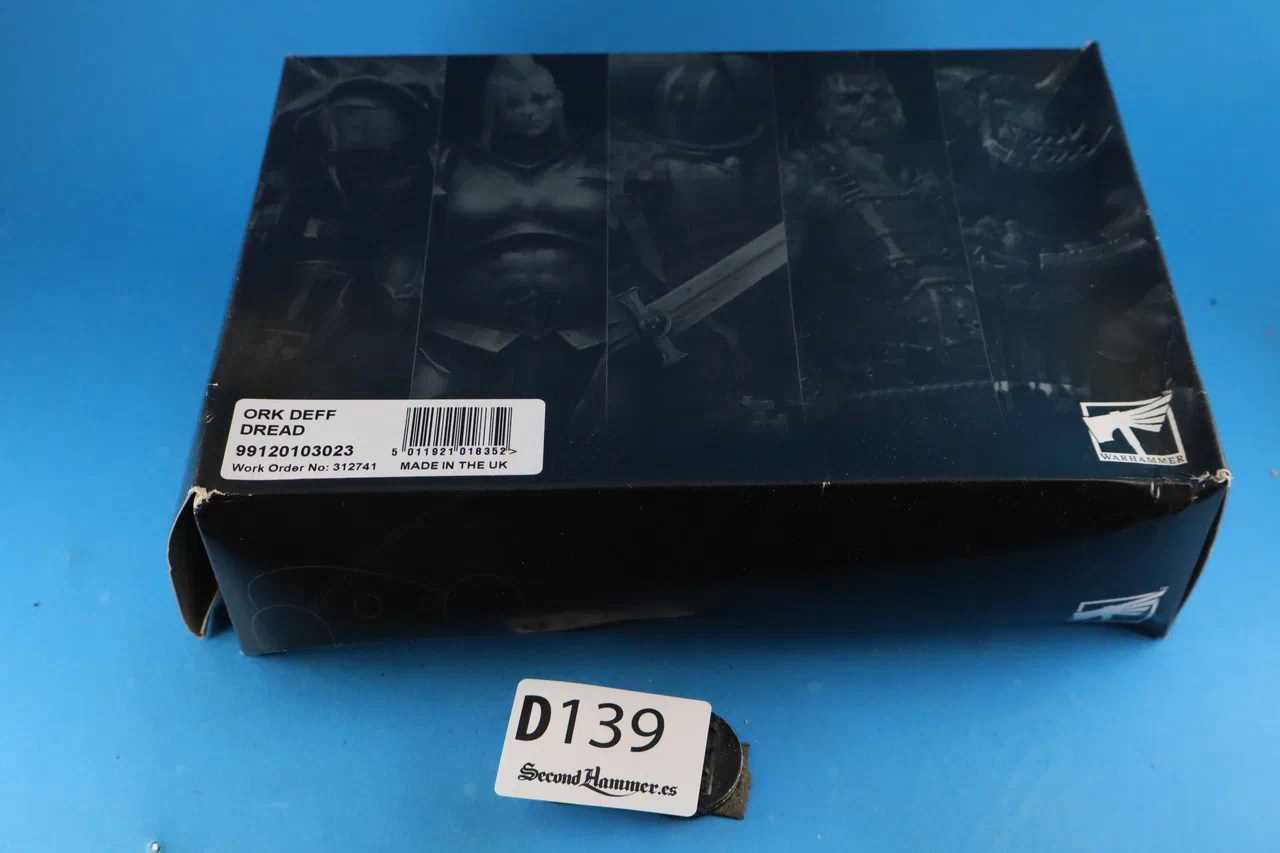 ORK DEFF
DREAD
99120103023
Work Order No: 312741
5 011921 018352 >
MADE IN THE UK
WARHAMMER
D139
SecondHammer.es